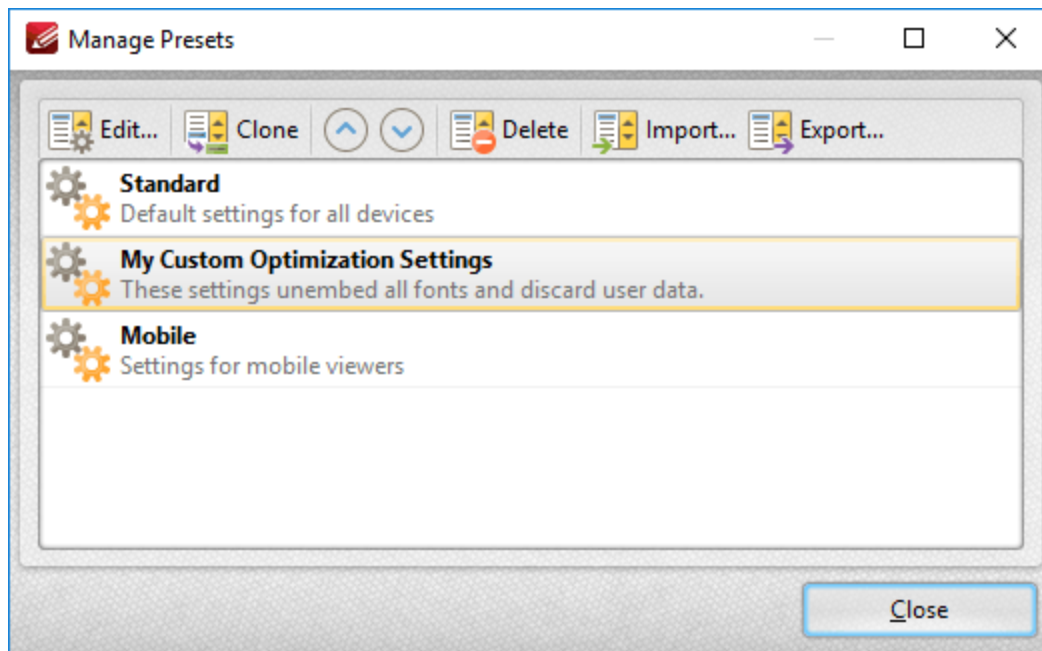 Manage Presets
Edit... Clone Delete Import... Export...
Standard
Default settings for all devices
My Custom Optimization Settings
These settings unembed all fonts and discard user data.
Mobile
Settings for mobile viewers
Close